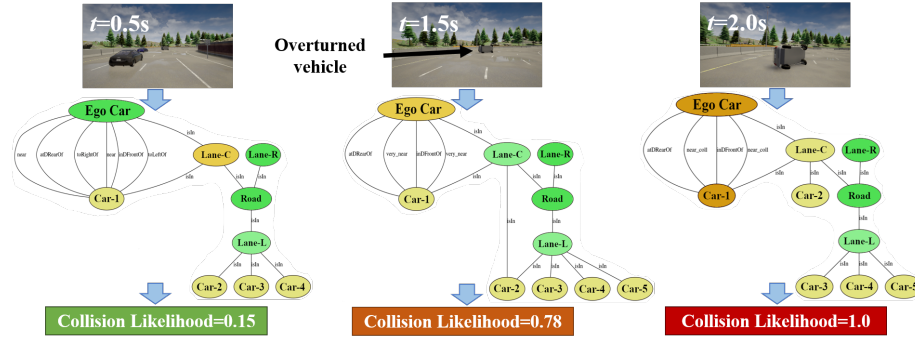 t=0.5s
Ego Car
near
atDRearOf
toRightOf
near
inDFrontOf
toLeftOf
isIn
isIn
Lane-C
Lane-R
isIn
isIn
Car-1
Road
isIn
Lane-L
isIn
isIn
isIn
Car-2
Car-3
Car-4
Collision Likelihood=0.15
t=1.5s
Overturned
vehicle
Ego Car
atDRearOf
very_near
inDFrontOf
very_near
isIn
isIn
Lane-C
Lane-R
isIn
isIn
isIn
Car-1
Road
isIn
Lane-L
isIn
isIn
isIn
isIn
Car-2
Car-3
Car-4
Car-5
Collision Likelihood=0.78
t=2.0s
Ego Car
atDRearOf
near_coll
inDFrontOf
near_coll
isIn
isIn
Lane-C
Lane-R
isIn
isIn
isIn
Car-1
Car-2
Road
isIn
Lane-L
isIn
isIn
isIn
Car-3
Car-4
Car-5
Collision Likelihood=1.0